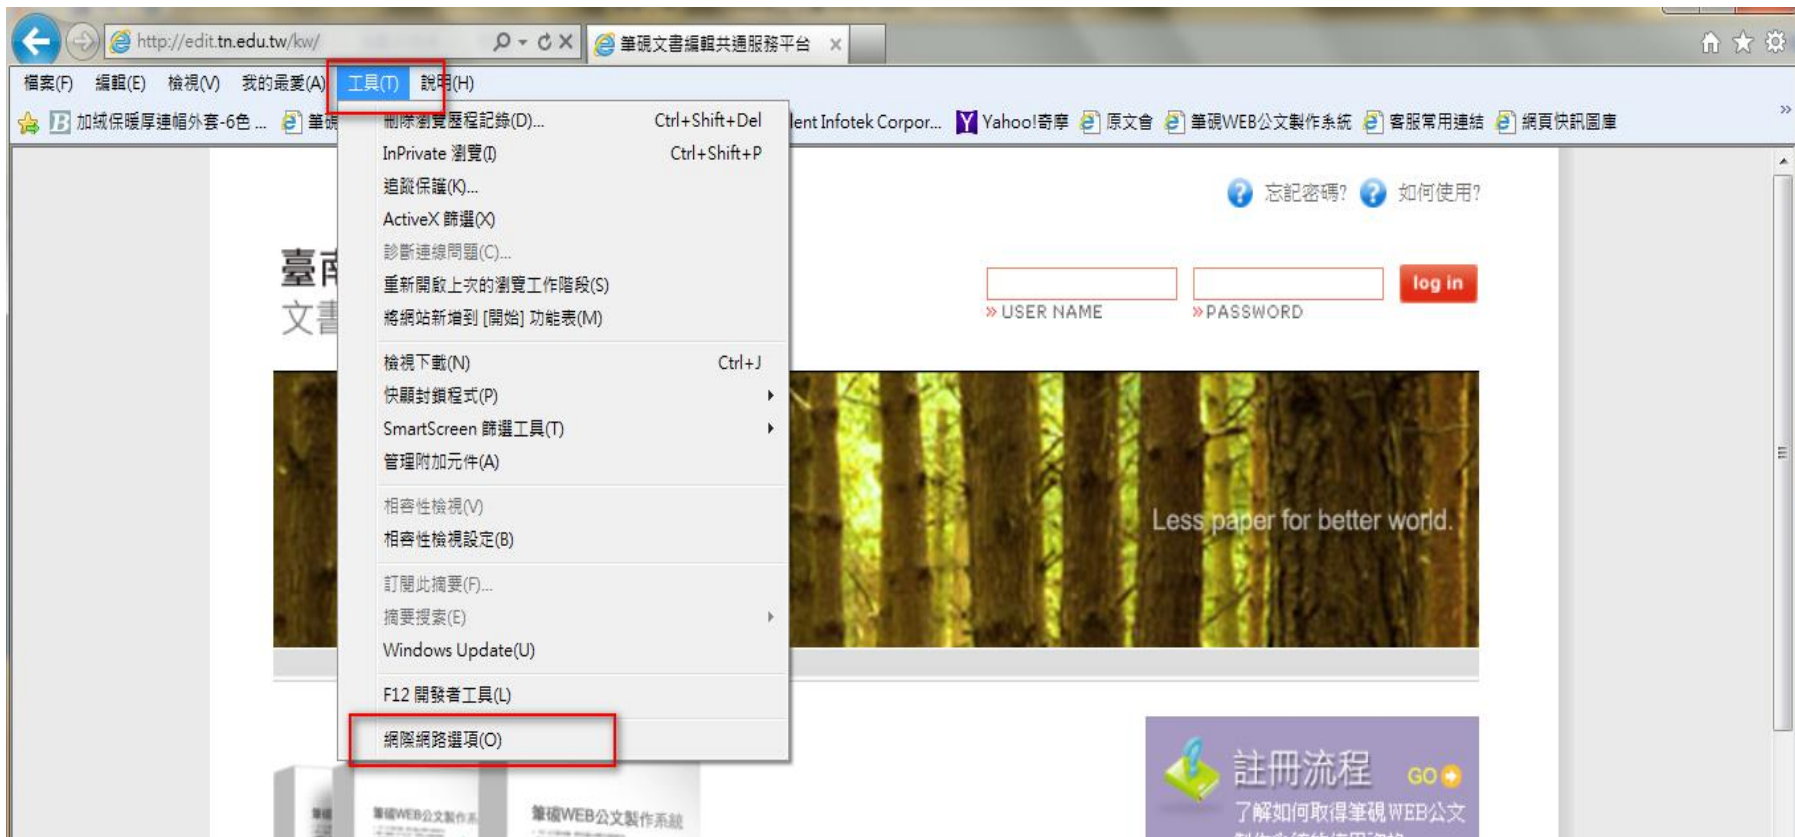 http://edit.tn.edu.tw/kw/
筆硯文書編輯共通服務平台
檔案(F) 編輯(E) 檢視(V) 我的最愛(A) 工具(T) 說明(H)
加絨保暖厚連帽外套-6色 ... 筆硯 lent Infotek Corpor... Yahoo!奇摩 原文會 筆硯WEB公文製作系統 客服常用連結 網頁快訊圖庫
刪除瀏覽歷程記錄(D)... Ctrl+Shift+Del
InPrivate 瀏覽(I) Ctrl+Shift+P
追蹤保護(K)...
ActiveX 篩選(X)
診斷連線問題(C)...
重新開啟上次的瀏覽工作階段(S)
將網站新增到 [開始] 功能表(M)
檢視下載(N) Ctrl+J
快顯封鎖程式(P)
SmartScreen 篩選工具(T)
管理附加元件(A)
相容性檢視(V)
相容性檢視設定(B)
訂閱此摘要(F)...
摘要搜索(E)
Windows Update(U)
F12 開發者工具(L)
網際網路選項(O)
忘記密碼? 如何使用?
臺南
文書
log in
» USER NAME » PASSWORD
Less paper for better world.
註冊流程 GO
了解如何取得筆硯WEB公文
筆硯WEB公文製作系
筆硯WEB公文製作系統